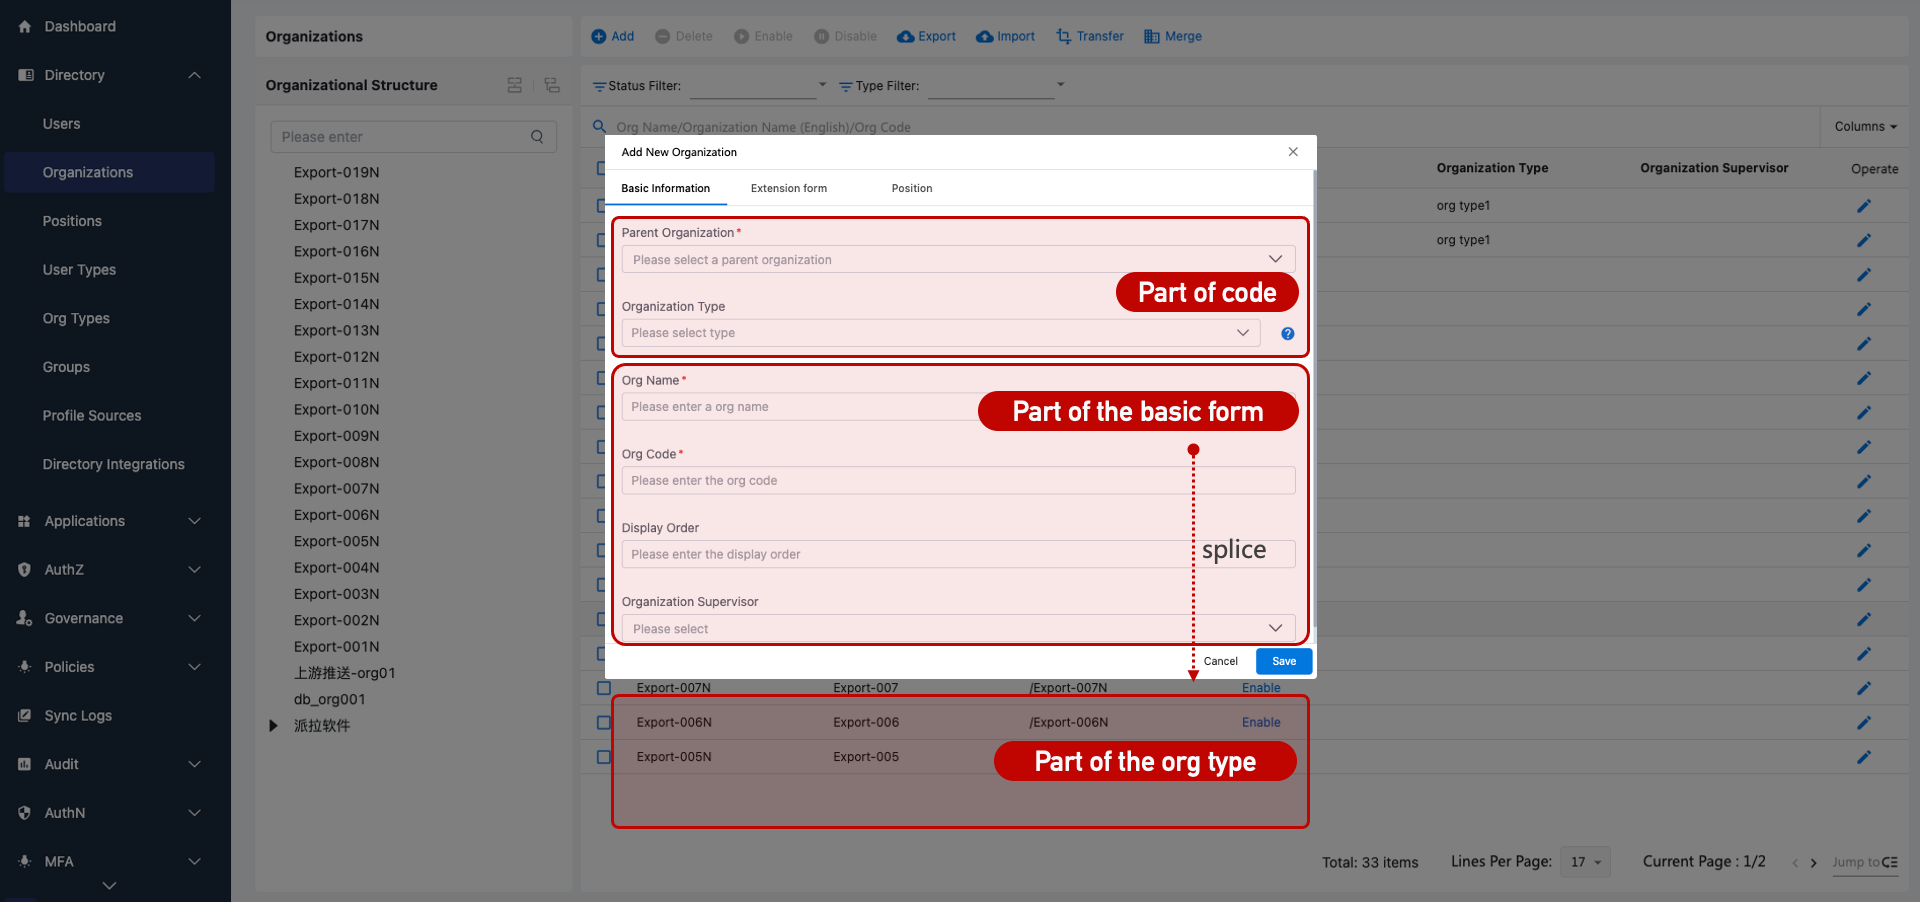 Dashboard
Directory
Users
Organizations
Positions
User Types
Org Types
Groups
Profile Sources
Directory Integrations
Applications
AuthZ
Governance
Policies
Sync Logs
Audit
AuthN
MFA
Organizations
Organizational Structure
Please enter
Export-019N
Export-018N
Export-017N
Export-016N
Export-015N
Export-014N
Export-013N
Export-012N
Export-011N
Export-010N
Export-009N
Export-008N
Export-007N
Export-006N
Export-005N
Export-004N
Export-003N
Export-002N
Export-001N
上游推送-org01
db_org001
派拉软件
Add Delete Enable Disable Export Import Transfer Merge
Status Filter: Type Filter:
Org Name/Organization Name (English)/Org Code
Columns
Organization Type Organization Supervisor Operate
org type1
org type1
Add New Organization
Basic Information Extension form Position
Parent Organization*
Please select a parent organization
Part of code
Organization Type
Please select type
Org Name*
Please enter a org name
Part of the basic form
Org Code*
Please enter the org code
Display Order
Please enter the display order
splice
Organization Supervisor
Please select
Cancel Save
Export-007N Export-007 /Export-007N Enable
Export-006N Export-006 /Export-006N Enable
Export-005N Export-005
Part of the org type
Total: 33 items Lines Per Page: 17 Current Page : 1/2 Jump to